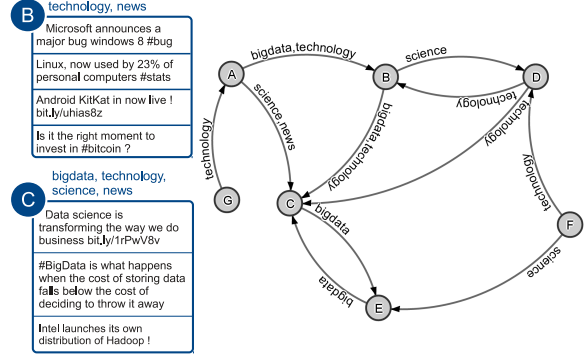 B
technology, news
Microsoft announces a
major bug windows 8 #bug
Linux, now used by 23% of
personal computers #stats
Android KitKat in now live !
bit.ly/uhias8z
Is it the right moment to
invest in #bitcoin ?
C
bigdata, technology,
science, news
Data science is
transforming the way we do
business bit.ly/1rPwV8v
#BigData is what happens
when the cost of storing data
falls below the cost of
deciding to throw it away
Intel launches its own
distribution of Hadoop !
bigdata,technology
science
A
B
D
technology
science,news
technology
bigdata,technology
technology
G
C
bigdata
technology
F
bigdata
E
science